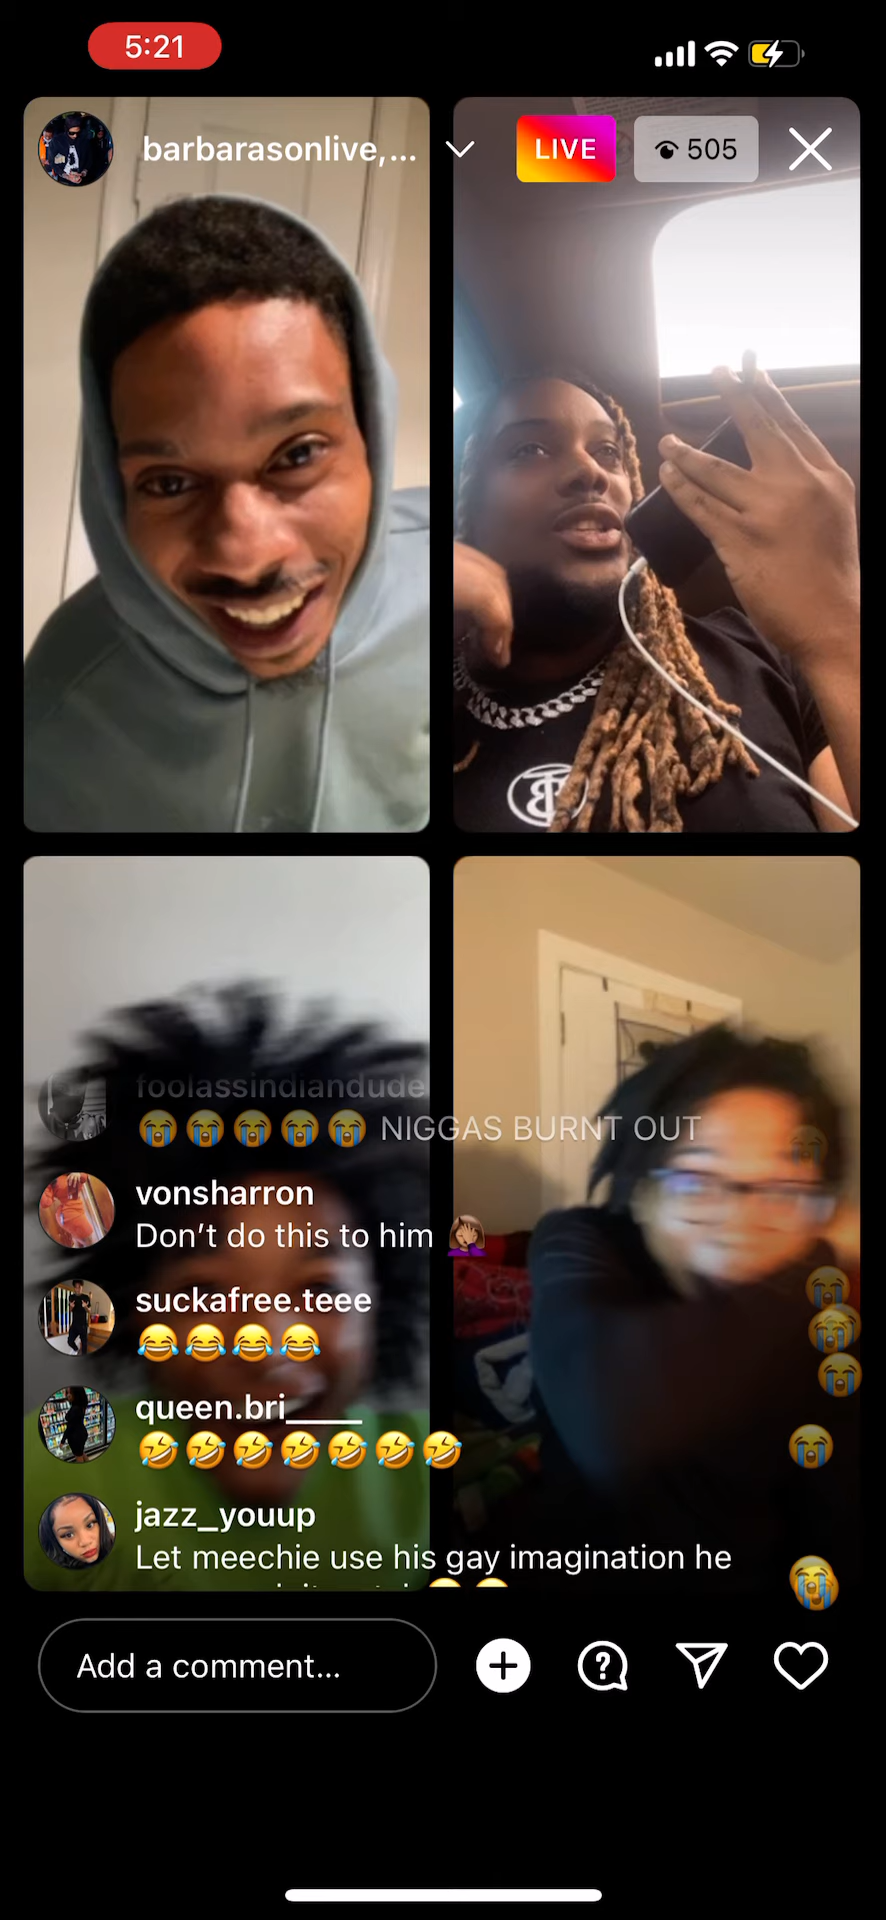 5:21
barbarasonlive,...
LIVE
505
foolassindiandude
😭😭😭😭😭 NIGGAS BURNT OUT
vonsharron
Don’t do this to him 🤦🏽‍♀️
suckafree.teee
😂😂😂😂
queen.bri____
🤣🤣🤣🤣🤣🤣🤣
jazz_youup
Let meechie use his gay imagination he
Add a comment...